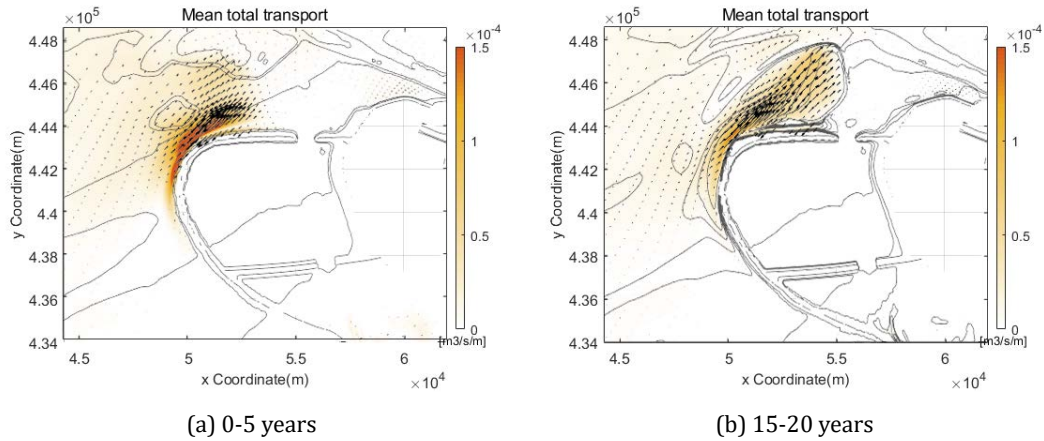 ×10⁵ Mean total transport ×10⁻⁴
4.48
4.46
4.44
4.42
4.4
4.38
4.36
4.34
y Coordinate(m)
4.5 5 5.5 6
x Coordinate(m) ×10⁴
1.5
1
0.5
0
[m3/s/m]
(a) 0-5 years
×10⁵ Mean total transport ×10⁻⁴
4.48
4.46
4.44
4.42
4.4
4.38
4.36
4.34
y Coordinate(m)
4.5 5 5.5 6
x Coordinate(m) ×10⁴
1.5
1
0.5
0
[m3/s/m]
(b) 15-20 years